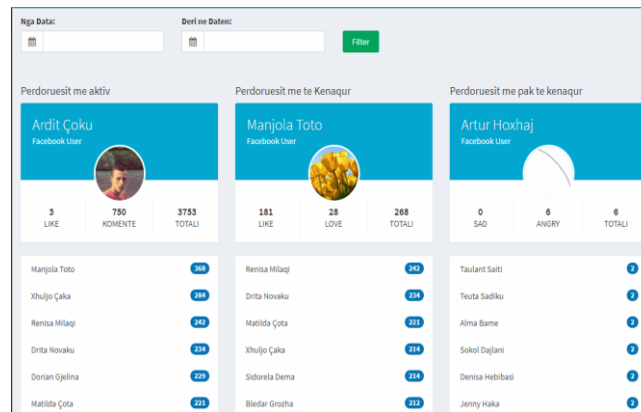 Nga Data:
Deri ne Daten:
Filter
Perdoruesit me aktiv
Ardit Çoku
Facebook User
3
LIKE
750
KOMENTE
3753
TOTALI
Manjola Toto 368
Xhuljo Çaka 284
Renisa Milaqi 242
Drita Novaku 234
Dorian Gjelina 229
Matilda Çota 221
Perdoruesit me te Kenaqur
Manjola Toto
Facebook User
181
LIKE
28
LOVE
268
TOTALI
Renisa Milaqi 242
Drita Novaku 234
Matilda Çota 221
Xhuljo Çaka 214
Sidorela Dema 214
Bledar Grozha 212
Perdoruesit me pak te kenaqur
Artur Hoxhaj
Facebook User
0
SAD
6
ANGRY
6
TOTALI
Taulant Saiti 2
Teuta Sadiku 2
Alma Bame 2
Sokol Dajlani 2
Denisa Hebibasi 2
Jenny Haka 2